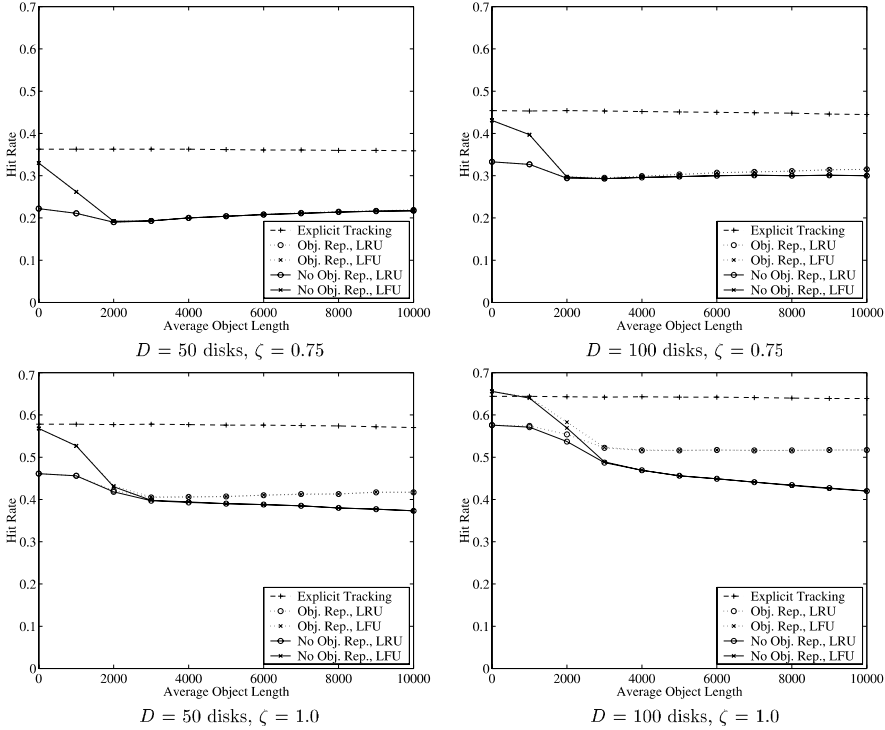 0.7
0.6
0.5
0.4
0.3
0.2
0.1
0
Hit Rate
Explicit Tracking
Obj. Rep., LRU
Obj. Rep., LFU
No Obj. Rep., LRU
No Obj. Rep., LFU
0 2000 4000 6000 8000 10000
Average Object Length
D = 50 disks, ζ = 0.75
0.7
0.6
0.5
0.4
0.3
0.2
0.1
0
Hit Rate
Explicit Tracking
Obj. Rep., LRU
Obj. Rep., LFU
No Obj. Rep., LRU
No Obj. Rep., LFU
0 2000 4000 6000 8000 10000
Average Object Length
D = 100 disks, ζ = 0.75
0.7
0.6
0.5
0.4
0.3
0.2
0.1
0
Hit Rate
Explicit Tracking
Obj. Rep., LRU
Obj. Rep., LFU
No Obj. Rep., LRU
No Obj. Rep., LFU
0 2000 4000 6000 8000 10000
Average Object Length
D = 50 disks, ζ = 1.0
0.7
0.6
0.5
0.4
0.3
0.2
0.1
0
Hit Rate
Explicit Tracking
Obj. Rep., LRU
Obj. Rep., LFU
No Obj. Rep., LRU
No Obj. Rep., LFU
0 2000 4000 6000 8000 10000
Average Object Length
D = 100 disks, ζ = 1.0